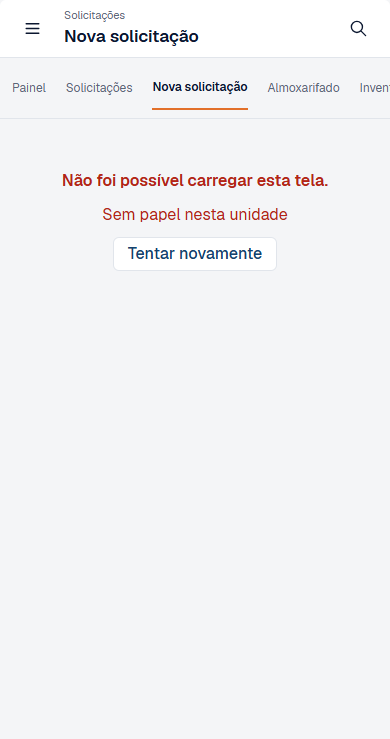 Solicitações
Nova solicitação
Painel Solicitações Nova solicitação Almoxarifado
Não foi possível carregar esta tela.
Sem papel nesta unidade
Tentar novamente